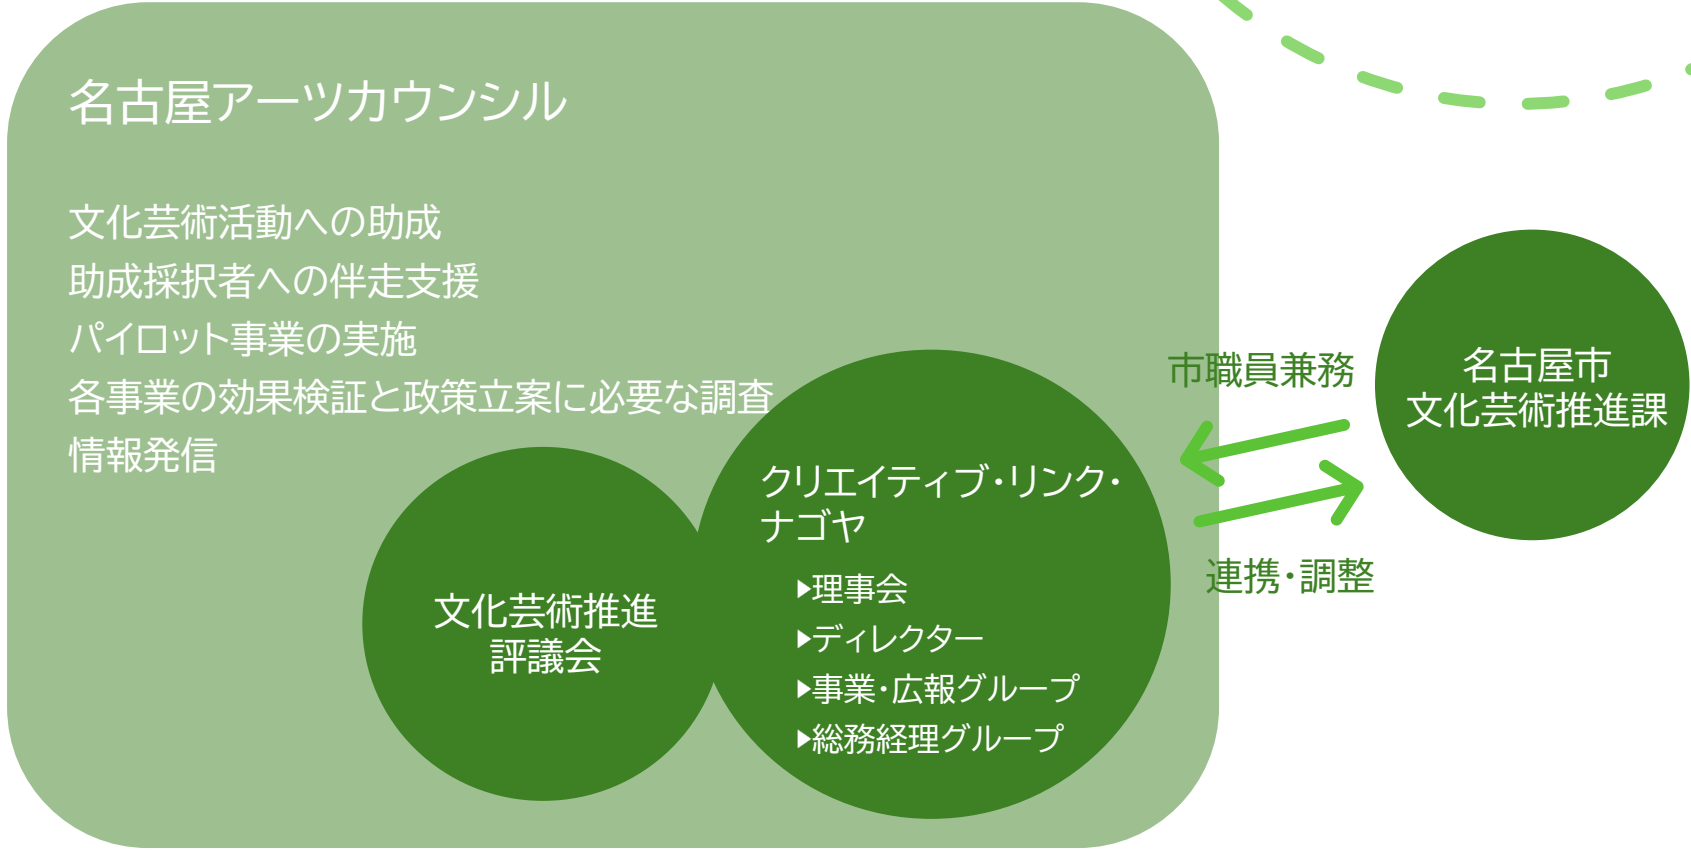 名古屋アーツカウンシル
文化芸術活動への助成
助成採択者への伴走支援
パイロット事業の実施
各事業の効果検証と政策立案に必要な調査
情報発信
文化芸術推進
評議会
クリエイティブ・リンク・
ナゴヤ
▶理事会
▶ディレクター
▶事業・広報グループ
▶総務経理グループ
市職員兼務
連携・調整
名古屋市
文化芸術推進課